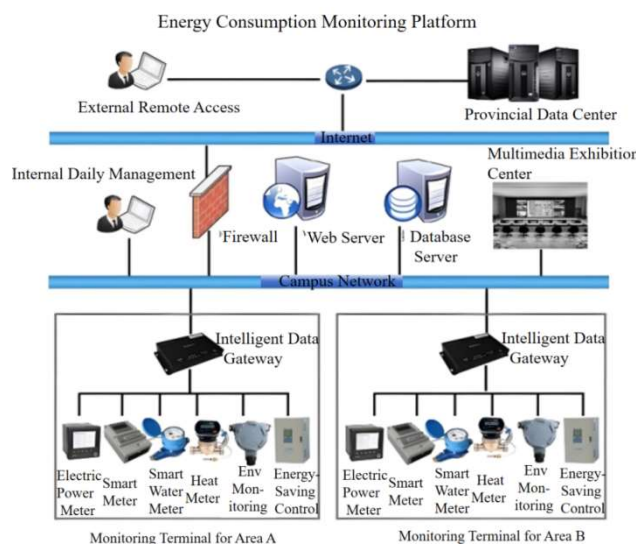 Energy Consumption Monitoring Platform
External Remote Access
Provincial Data Center
Internet
Internal Daily Management
Multimedia Exhibition
Center
Firewall
Web Server
Database
Server
Campus Network
Intelligent Data
Gateway
Intelligent Data
Gateway
Electric
Power
Meter
Smart
Meter
Smart
Water
Meter
Heat
Meter
Env
Mon-
itoring
Energy-
Saving
Control
Electric
Power
Meter
Smart
Meter
Smart
Water
Meter
Heat
Meter
Env
Mon-
itoring
Energy-
Saving
Control
Monitoring Terminal for Area A
Monitoring Terminal for Area B